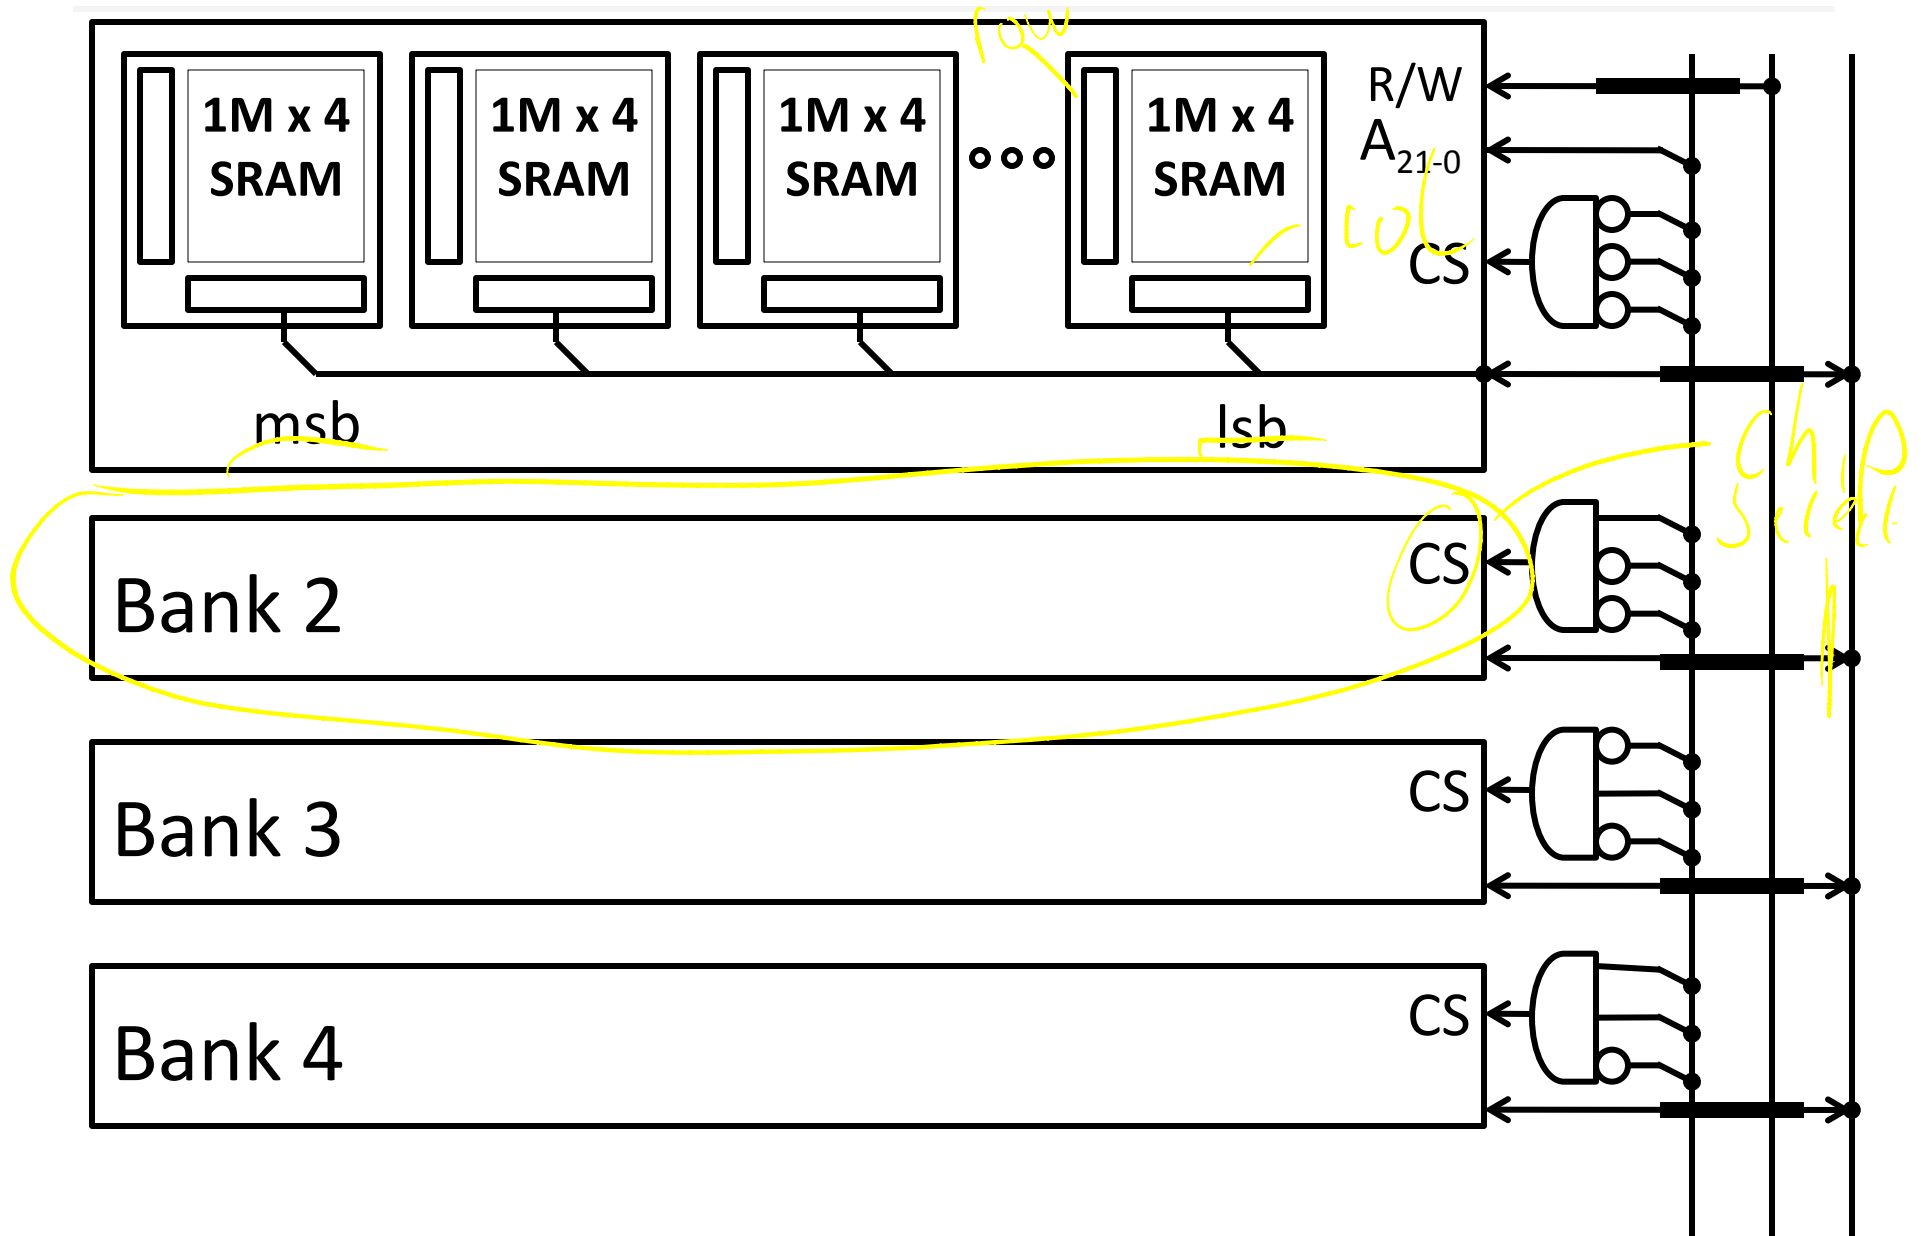 row
1M x 4 1M x 4 1M x 4 1M x 4
SRAM SRAM SRAM SRAM
R/W
A21-0
col
CS
msb lsb
chip
select
CS
Bank 2
CS
Bank 3
CS
Bank 4